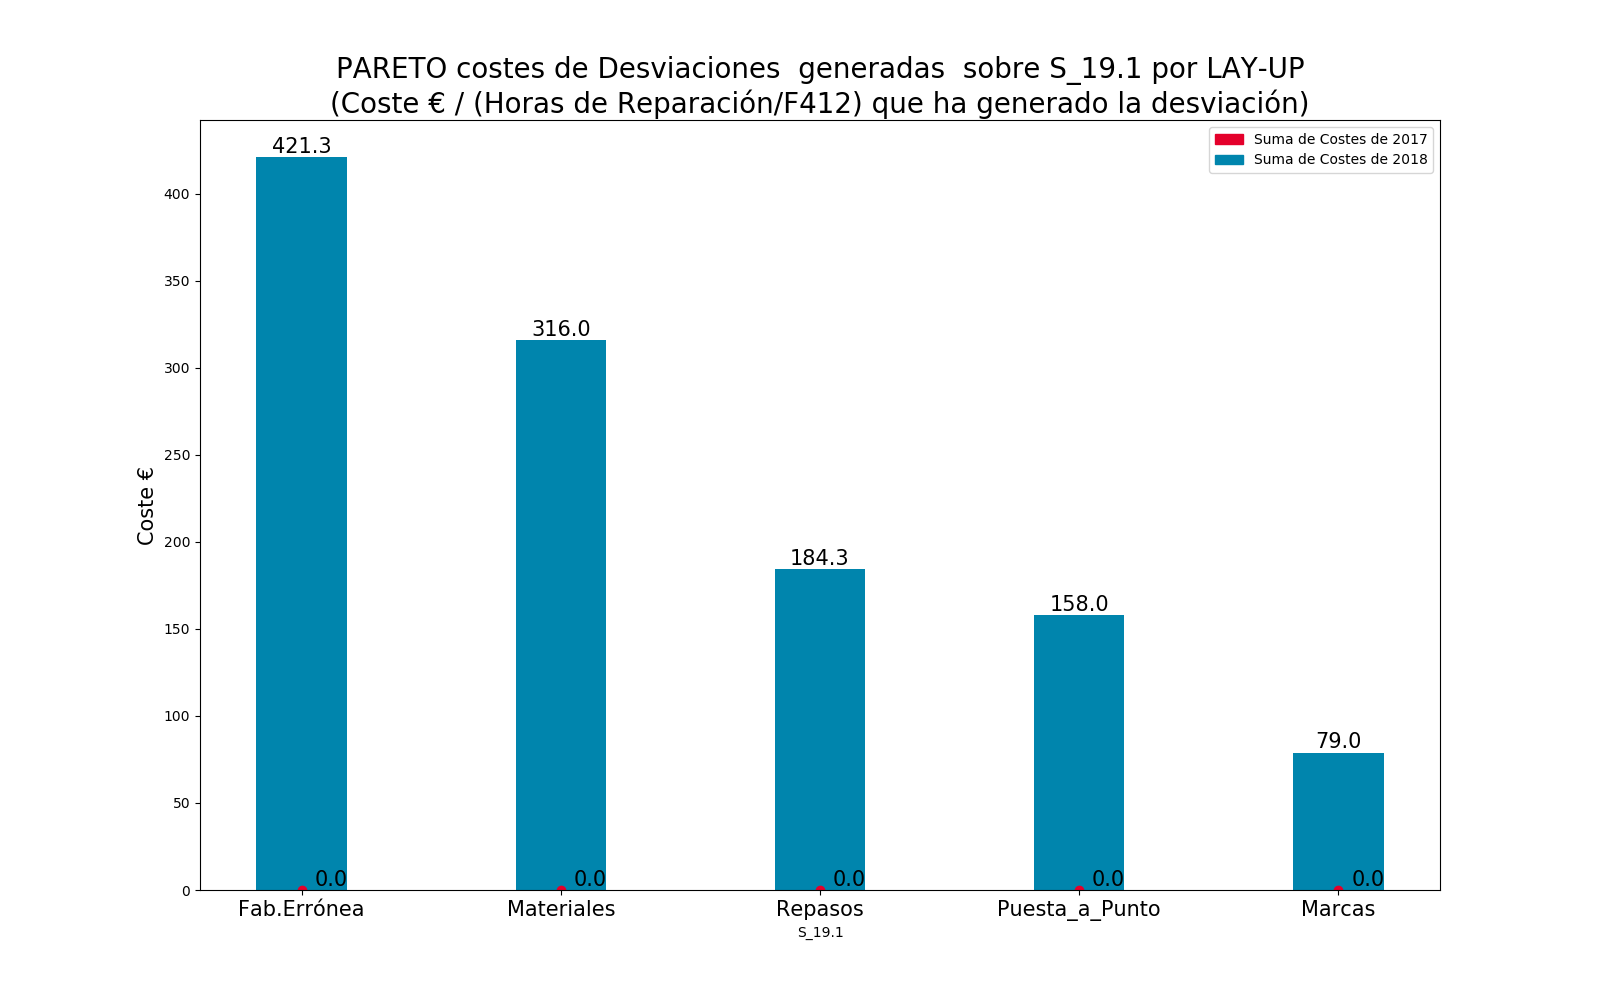 PARETO costes de Desviaciones  generadas  sobre S_19.1 por LAY-UP
(Coste € / (Horas de Reparación/F412) que ha generado la desviación)
Suma de Costes de 2017
Suma de Costes de 2018
421.3
316.0
184.3
158.0
79.0
400
350
300
250
200
150
100
50
0
Coste €
0.0
0.0
0.0
0.0
0.0
Fab.Errónea
Materiales
Repasos
Puesta_a_Punto
Marcas
S_19.1